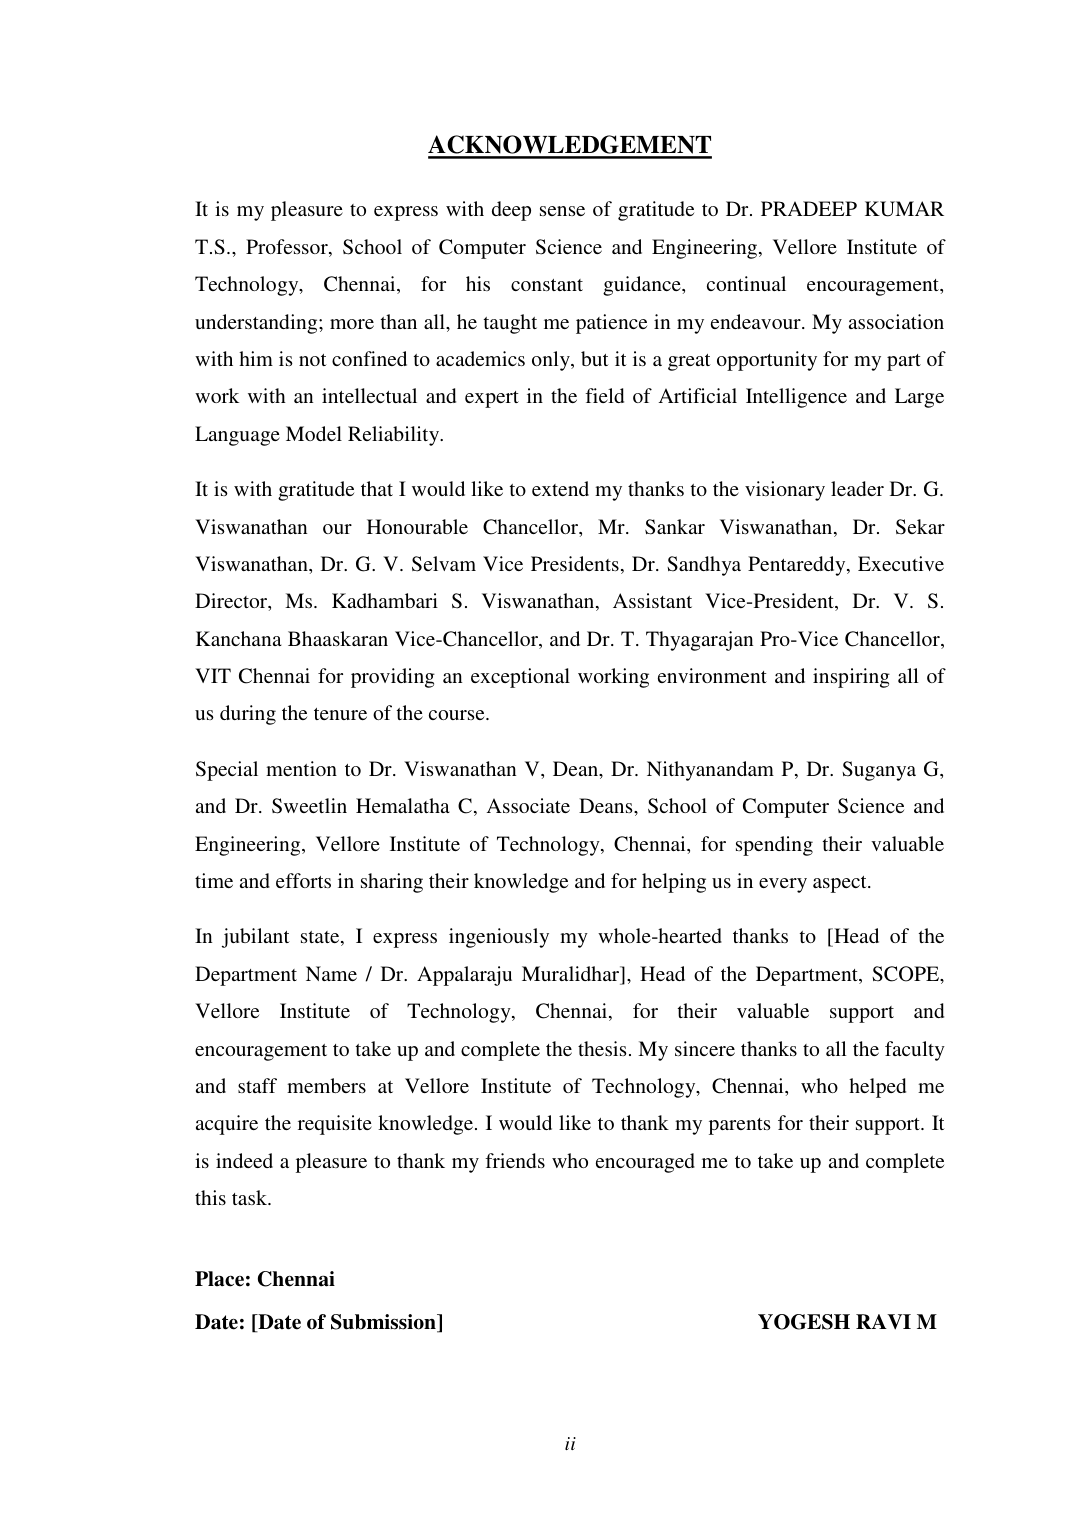 ACKNOWLEDGEMENT
It is my pleasure to express with deep sense of gratitude to Dr. PRADEEP KUMAR
T.S., Professor, School of Computer Science and Engineering, Vellore Institute of
Technology, Chennai, for his constant guidance, continual encouragement,
understanding; more than all, he taught me patience in my endeavour. My association
with him is not confined to academics only, but it is a great opportunity for my part of
work with an intellectual and expert in the field of Artificial Intelligence and Large
Language Model Reliability.
It is with gratitude that I would like to extend my thanks to the visionary leader Dr. G.
Viswanathan our Honourable Chancellor, Mr. Sankar Viswanathan, Dr. Sekar
Viswanathan, Dr. G. V. Selvam Vice Presidents, Dr. Sandhya Pentareddy, Executive
Director, Ms. Kadhambari S. Viswanathan, Assistant Vice-President, Dr. V. S.
Kanchana Bhaaskaran Vice-Chancellor, and Dr. T. Thyagarajan Pro-Vice Chancellor,
VIT Chennai for providing an exceptional working environment and inspiring all of
us during the tenure of the course.
Special mention to Dr. Viswanathan V, Dean, Dr. Nithyanandam P, Dr. Suganya G,
and Dr. Sweetlin Hemalatha C, Associate Deans, School of Computer Science and
Engineering, Vellore Institute of Technology, Chennai, for spending their valuable
time and efforts in sharing their knowledge and for helping us in every aspect.
In jubilant state, I express ingeniously my whole-hearted thanks to [Head of the
Department Name / Dr. Appalaraju Muralidhar], Head of the Department, SCOPE,
Vellore Institute of Technology, Chennai, for their valuable support and
encouragement to take up and complete the thesis. My sincere thanks to all the faculty
and staff members at Vellore Institute of Technology, Chennai, who helped me
acquire the requisite knowledge. I would like to thank my parents for their support. It
is indeed a pleasure to thank my friends who encouraged me to take up and complete
this task.
Place: Chennai
Date: [Date of Submission] YOGESH RAVI M
ii